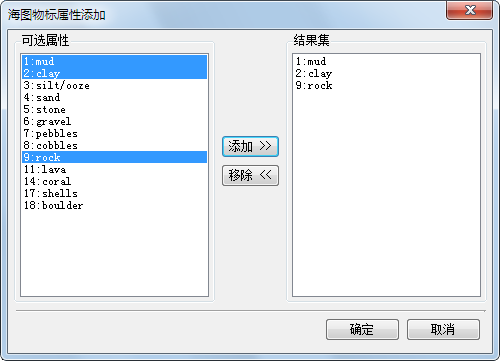 海图物标属性添加
可选属性
1:mud
2:clay
3:silt/ooze
4:sand
5:stone
6:gravel
7:pebbles
8:cobbles
9:rock
11:lava
14:coral
17:shells
18:boulder
添加 >>
移除 <<
结果集
1:mud
2:clay
9:rock
确定
取消